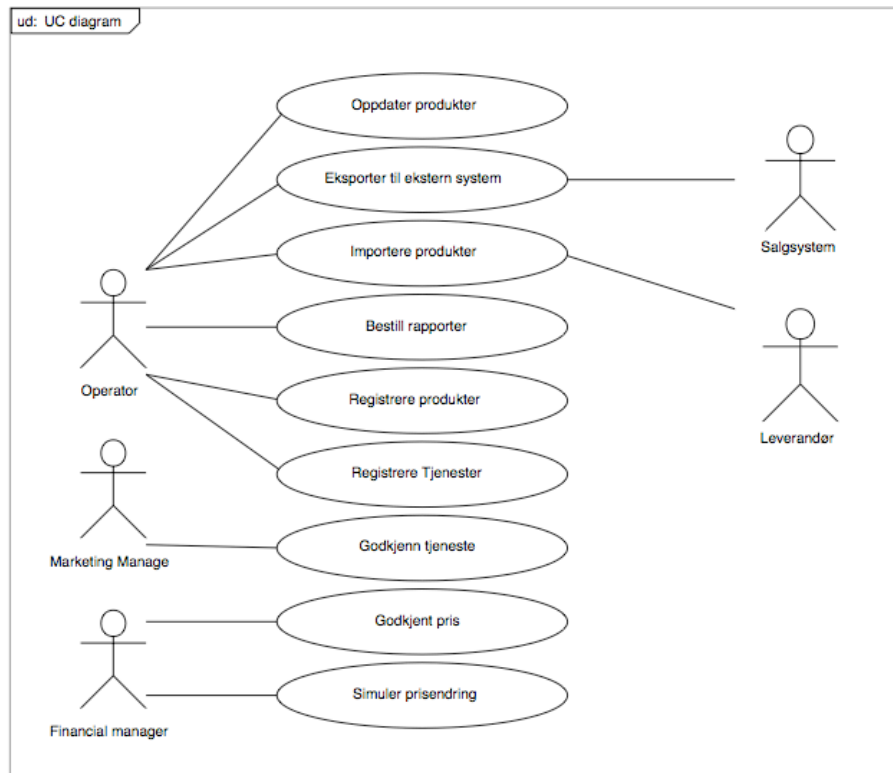 ud: UC diagram
Oppdater produkter
Eksporter til ekstern system
Salgsystem
Importere produkter
Bestill rapporter
Operator
Registrere produkter
Leverandør
Registrere Tjenester
Godkjenn tjeneste
Marketing Manage
Godkjent pris
Simuler prisendring
Financial manager